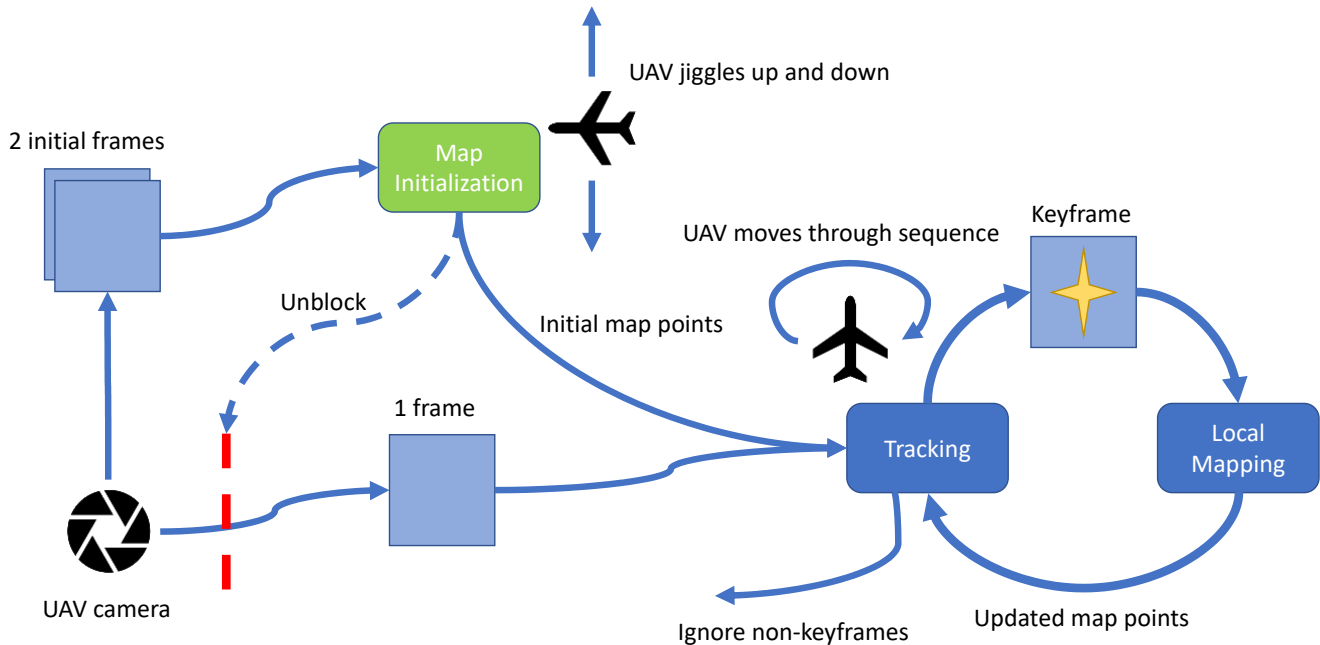 UAV jiggles up and down
2 initial frames
Map
Initialization
Keyframe
UAV moves through sequence
Unblock
Initial map points
1 frame
Tracking
Local
Mapping
UAV camera
Ignore non-keyframes
Updated map points